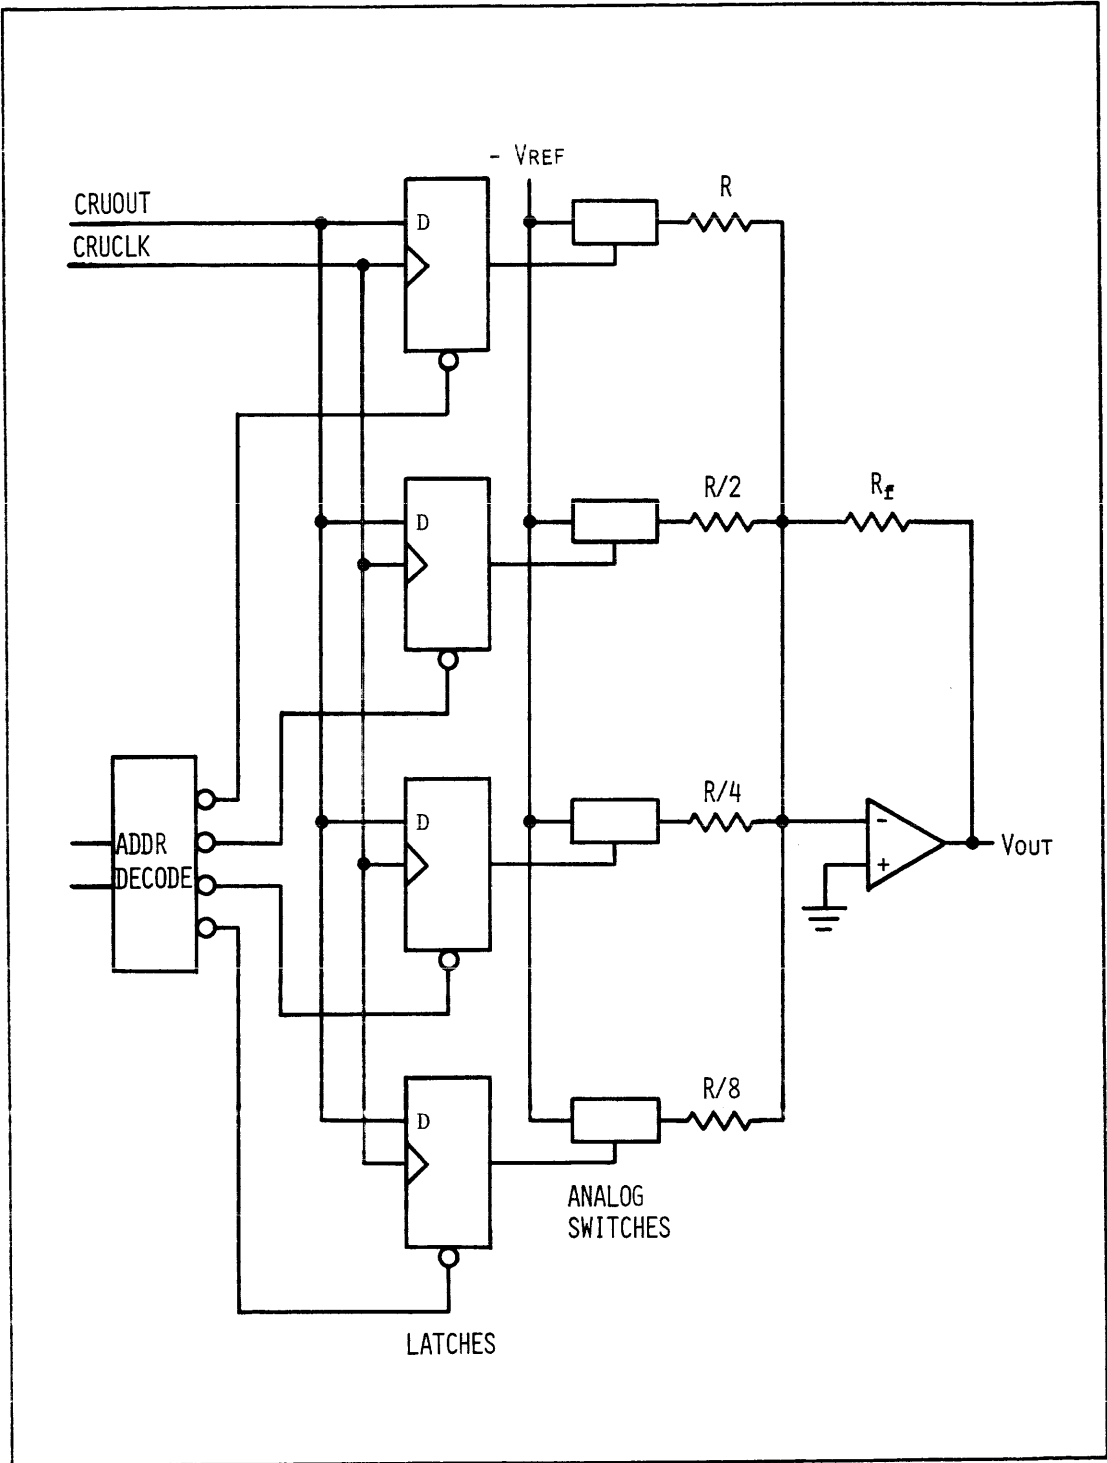 - VREF
R
CRUOUT
D
CRUCLK
R/2
Rf
D
R/4
D
-
ADDR
VOUT
+
DECODE
R/8
D
ANALOG
SWITCHES
LATCHES